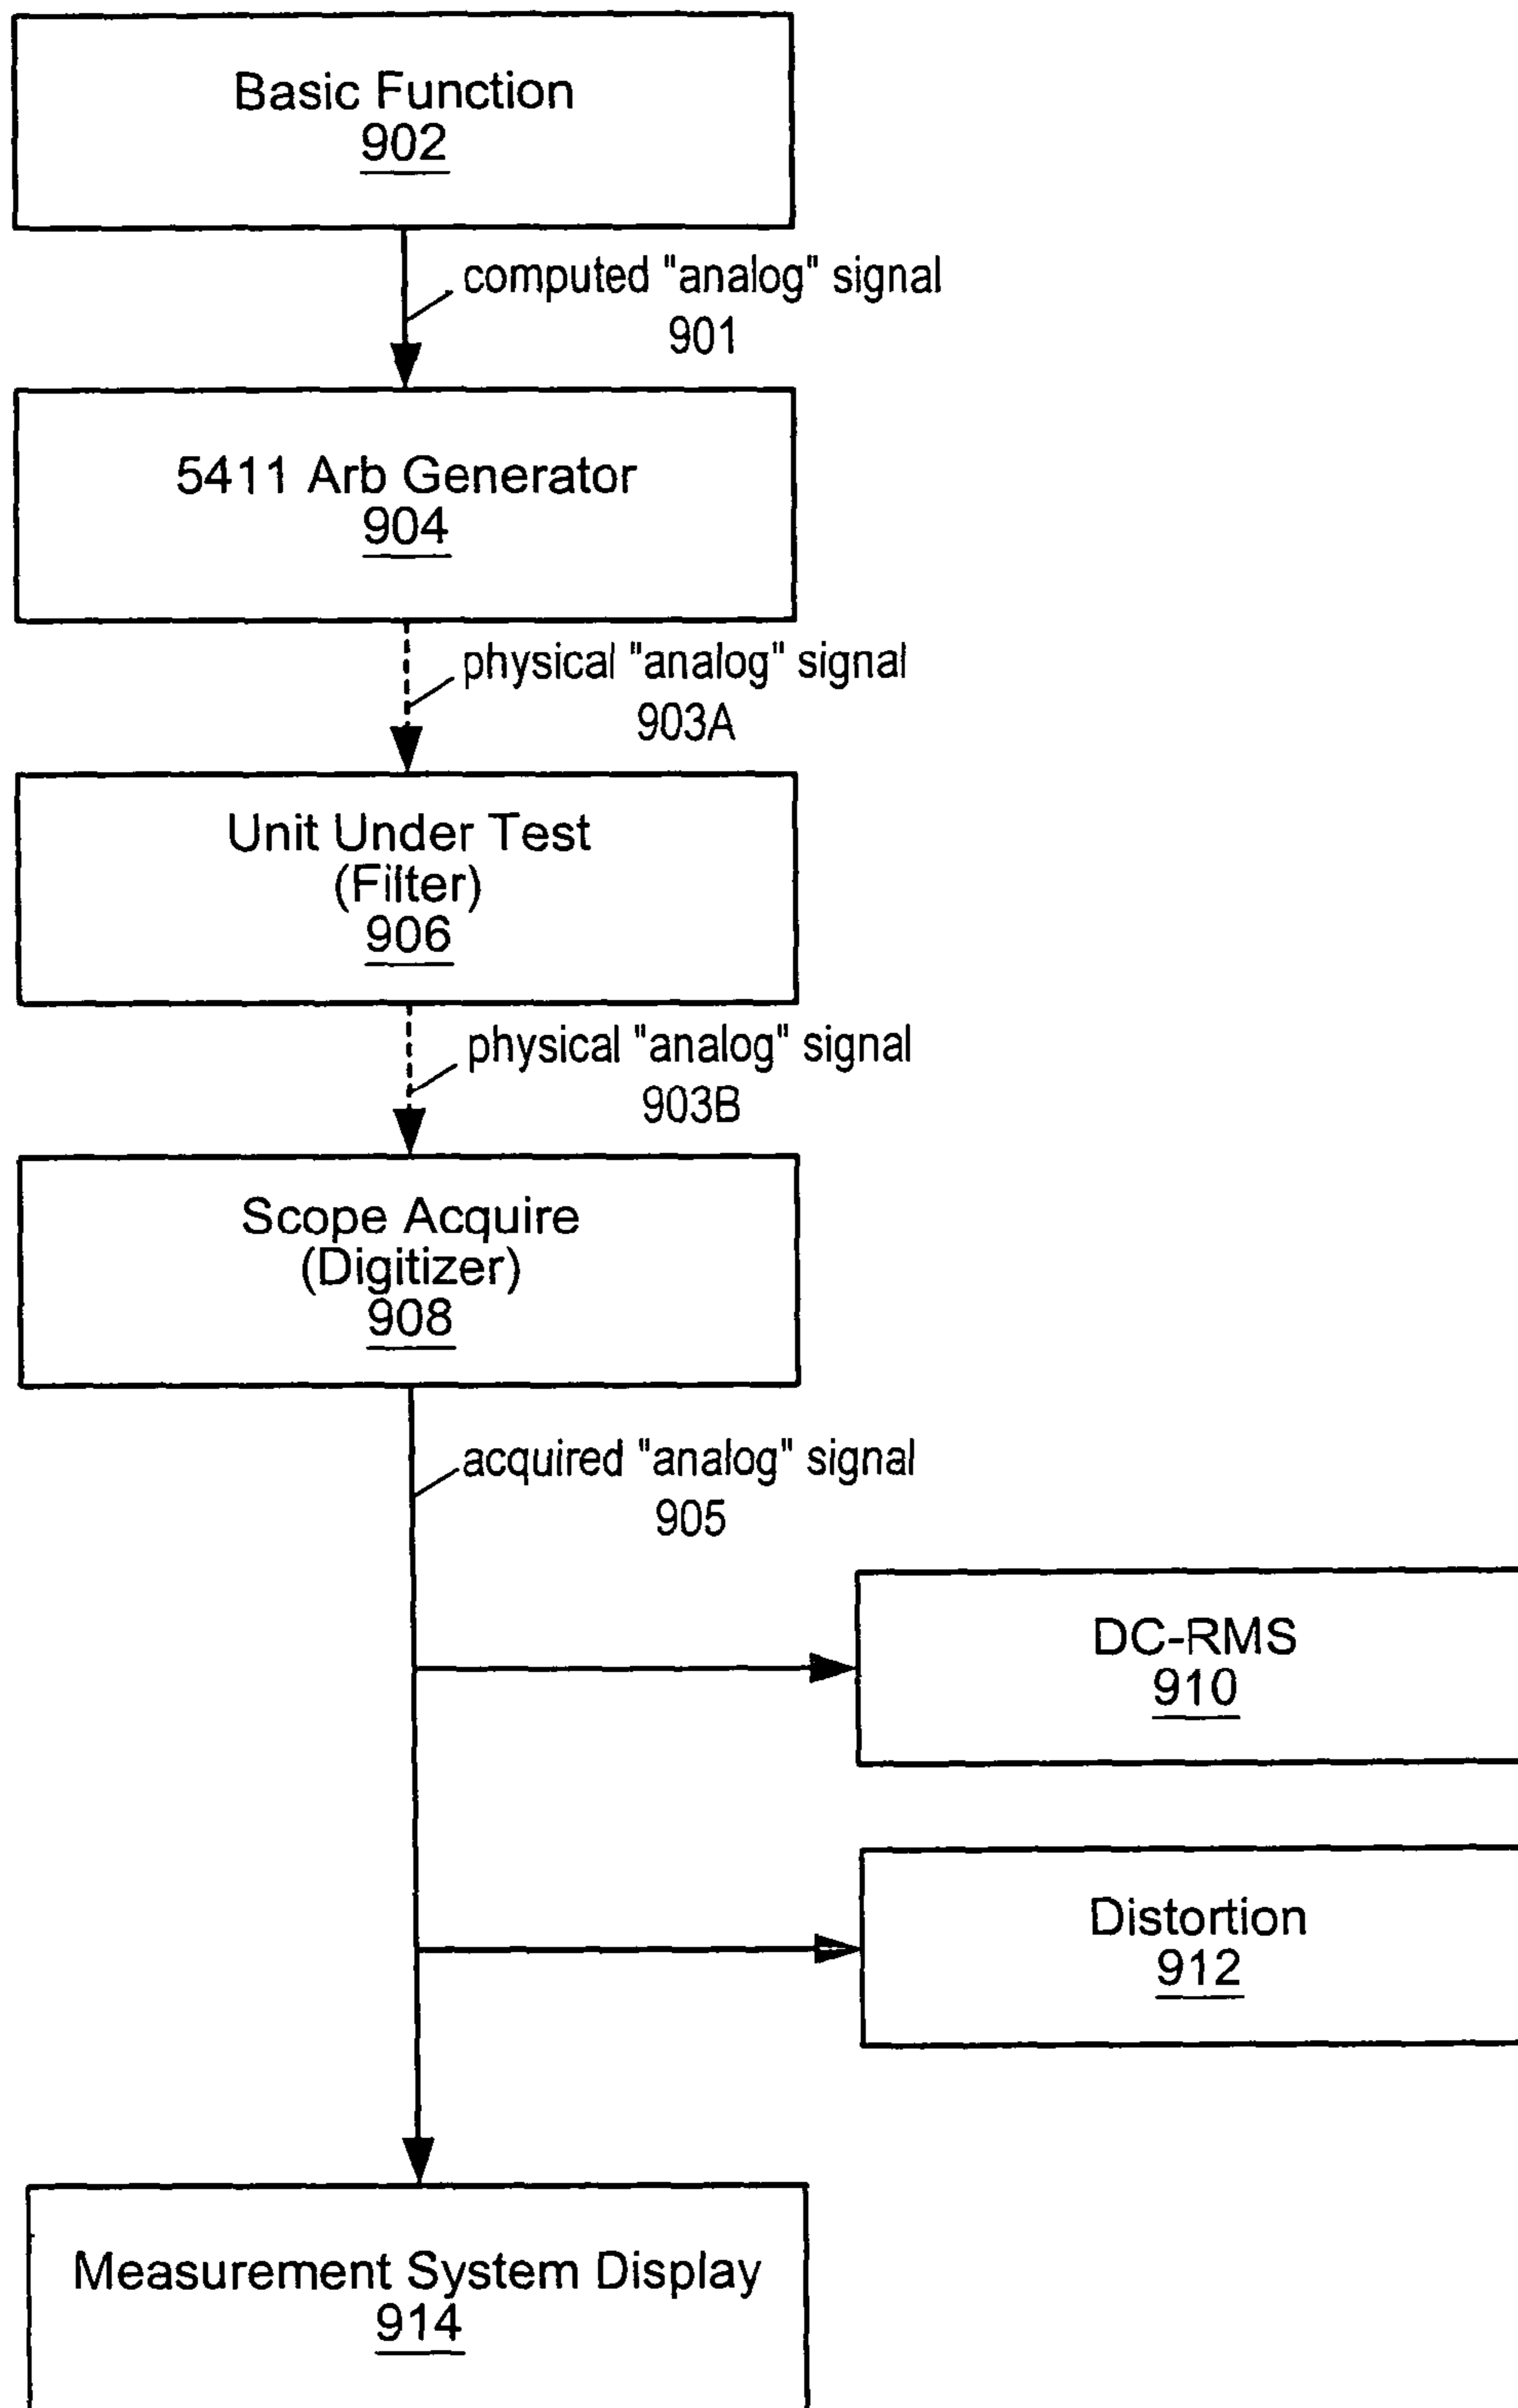 Basic Function
902
computed "analog" signal
901
5411 Arb Generator
904
physical "analog" signal
903A
Unit Under Test
(Filter)
906
physical "analog" signal
903B
Scope Acquire
(Digitizer)
908
acquired "analog" signal
905
DC-RMS
910
Distortion
912
Measurement System Display
914